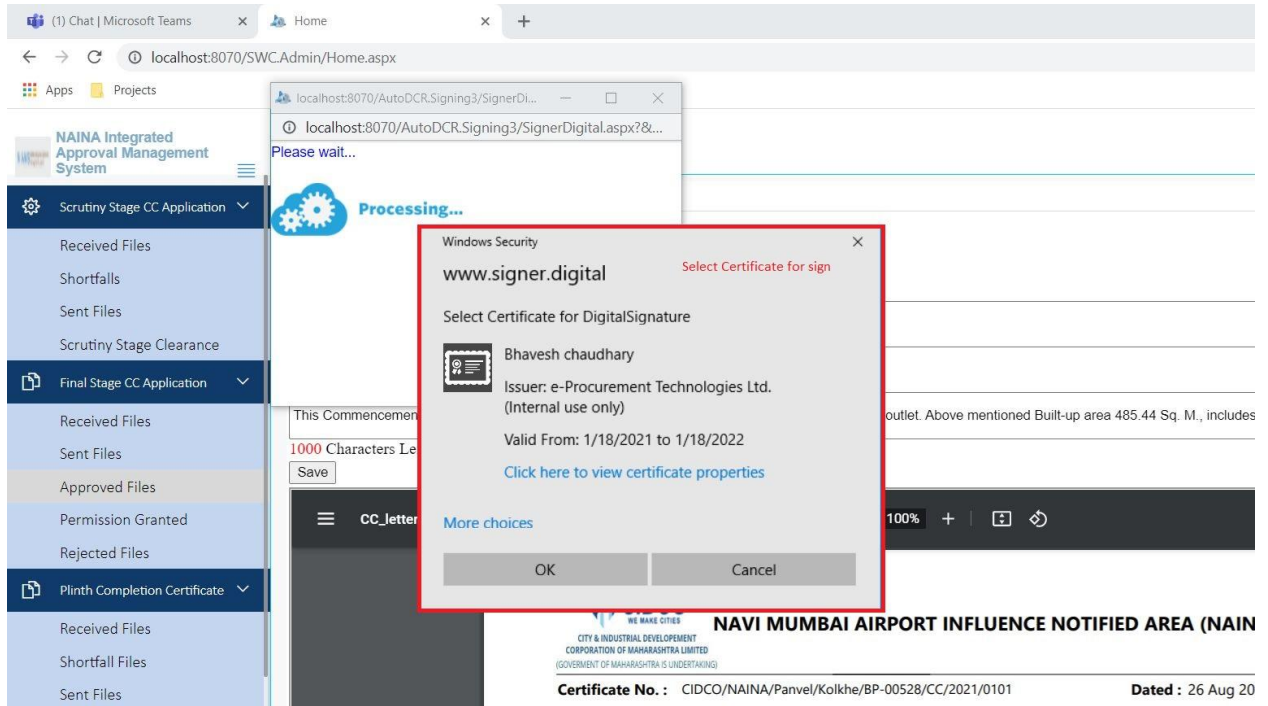 (1) Chat | Microsoft Teams
Home
localhost:8070/SWC.Admin/Home.aspx
Apps
Projects
localhost:8070/AutoDCR.Signing3/SignerDi...
localhost:8070/AutoDCR.Signing3/SignerDigital.aspx?&...
Please wait...
Processing...
NAINA Integrated
Approval Management
System
Scrutiny Stage CC Application
Received Files
Shortfalls
Sent Files
Scrutiny Stage Clearance
Final Stage CC Application
Received Files
Sent Files
Approved Files
Permission Granted
Rejected Files
Plinth Completion Certificate
Received Files
Shortfall Files
Sent Files
Windows Security
www.signer.digital
Select Certificate for sign
Select Certificate for DigitalSignature
Bhavesh chaudhary
Issuer: e-Procurement Technologies Ltd.
(Internal use only)
Valid From: 1/18/2021 to 1/18/2022
Click here to view certificate properties
More choices
OK
Cancel
This Commencemen outlet. Above mentioned Built-up area 485.44 Sq. M., includes
1000 Characters Le
Save
CC_letter
100%
WE MAKE CITIES
CITY & INDUSTRIAL DEVELOPEMENT
CORPORATION OF MAHARASHTRA LIMITED
(GOVERMENT OF MAHARASHTRA IS UNDERTAKING)
NAVI MUMBAI AIRPORT INFLUENCE NOTIFIED AREA (NAIN
Certificate No. : CIDCO/NAINA/Panvel/Kolkhe/BP-00528/CC/2021/0101
Dated : 26 Aug 20